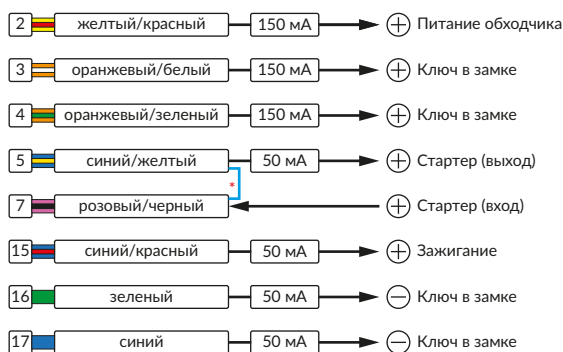 2 желтый/красный 150 мА + Питание обходчика
3 оранжевый/белый 150 мА + Ключ в замке
4 оранжевый/зеленый 150 мА + Ключ в замке
5 синий/желтый 50 мА + Стартер (выход)
*
7 розовый/черный + Стартер (вход)
15 синий/красный 50 мА + Зажигание
16 зеленый 50 мА − Ключ в замке
17 синий 50 мА − Ключ в замке